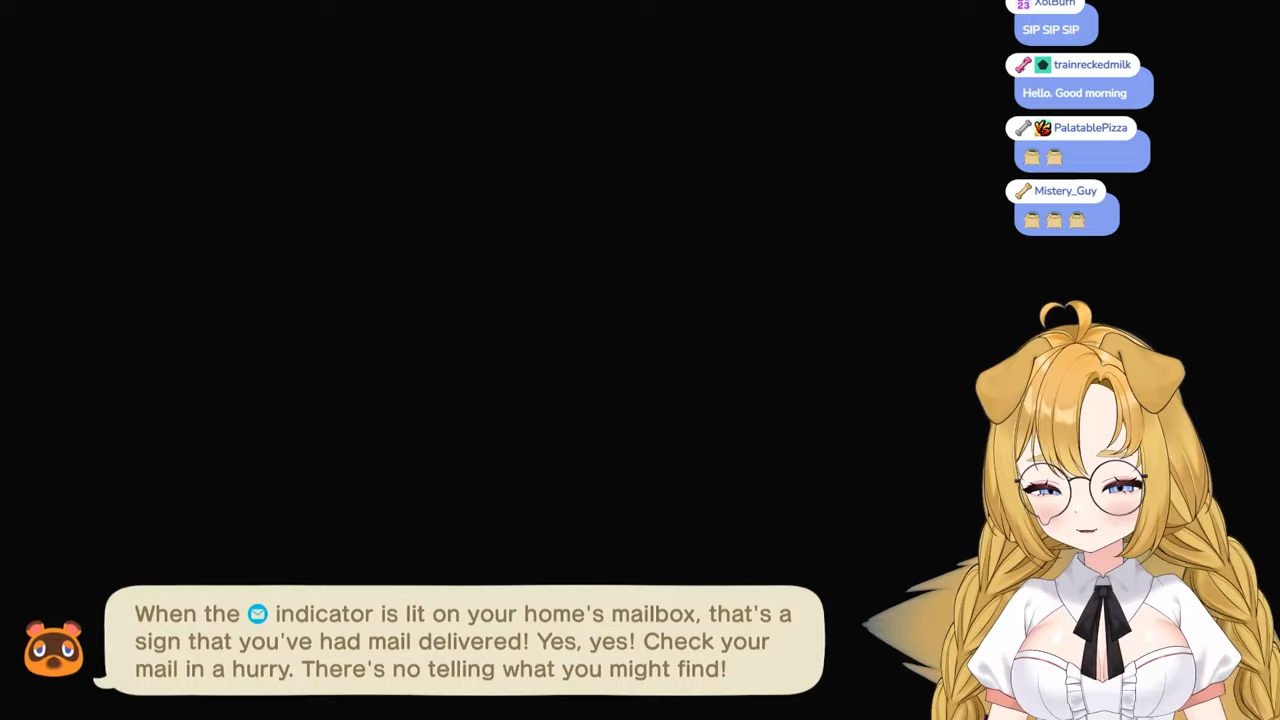 23 XolBurn
SIP SIP SIP
trainreckedmilk
Hello. Good morning
PalatablePizza
Mistery_Guy
When the indicator is lit on your home's mailbox, that's a
sign that you've had mail delivered! Yes, yes! Check your
mail in a hurry. There's no telling what you might find!